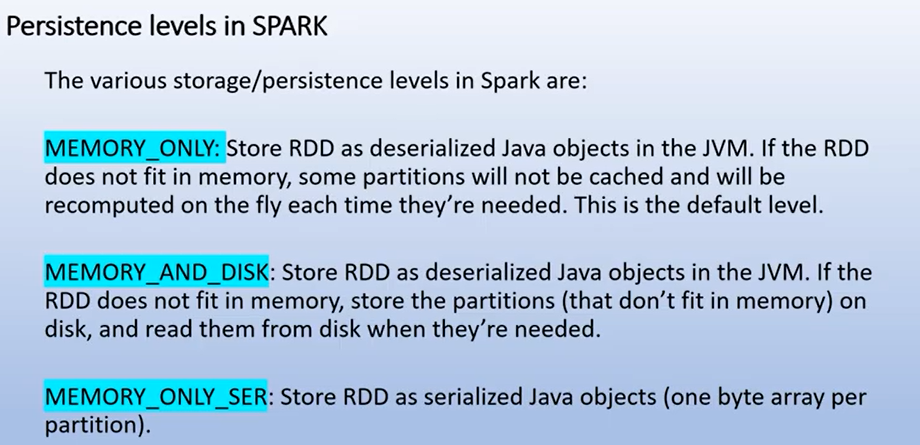 Persistence levels in SPARK
The various storage/persistence levels in Spark are:
MEMORY_ONLY: Store RDD as deserialized Java objects in the JVM. If the RDD
does not fit in memory, some partitions will not be cached and will be
recomputed on the fly each time they’re needed. This is the default level.
MEMORY_AND_DISK: Store RDD as deserialized Java objects in the JVM. If the
RDD does not fit in memory, store the partitions (that don’t fit in memory) on
disk, and read them from disk when they’re needed.
MEMORY_ONLY_SER: Store RDD as serialized Java objects (one byte array per
partition).